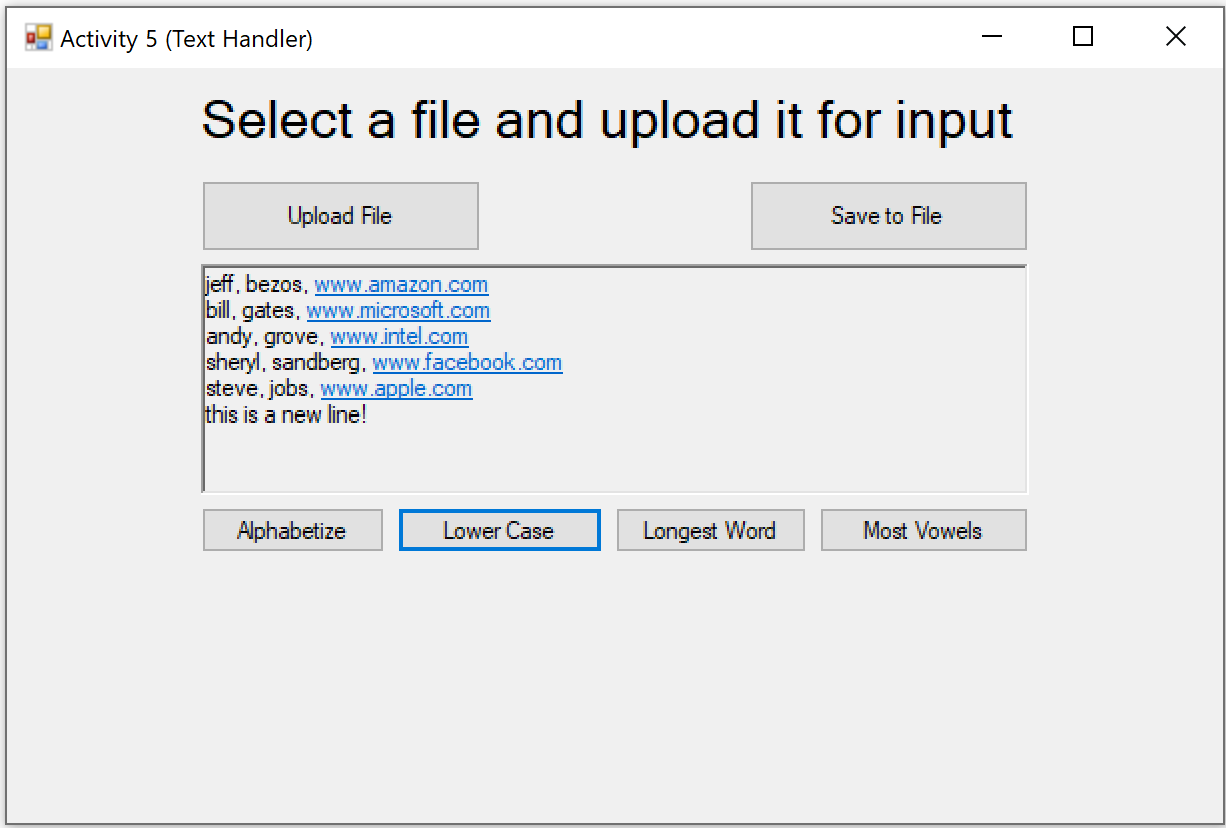 Activity 5 (Text Handler)
Select a file and upload it for input
Upload File
Save to File
jeff, bezos, www.amazon.com
bill, gates, www.microsoft.com
andy, grove, www.intel.com
sheryl, sandberg, www.facebook.com
steve, jobs, www.apple.com
this is a new line!
Alphabetize
Lower Case
Longest Word
Most Vowels